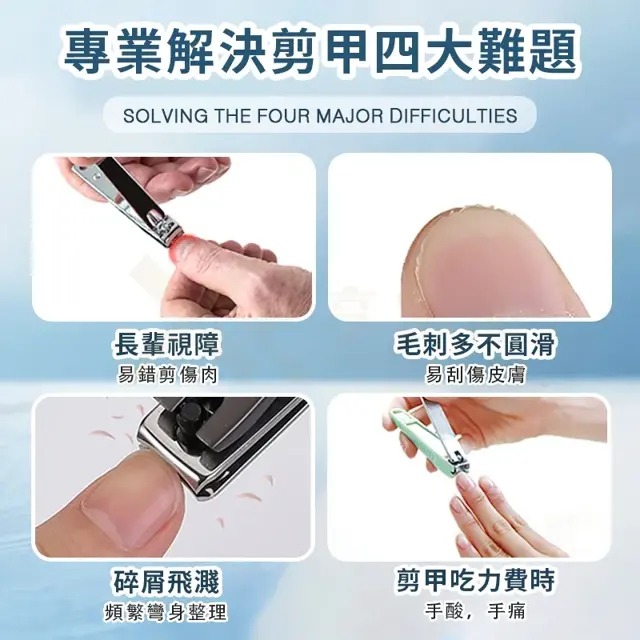 專業解決剪甲四大難題
SOLVING THE FOUR MAJOR DIFFICULTIES
長輩視障
易錯剪傷肉
毛刺多不圓滑
易刮傷皮膚
碎屑飛濺
頻繁彎身整理
剪甲吃力費時
手酸，手痛